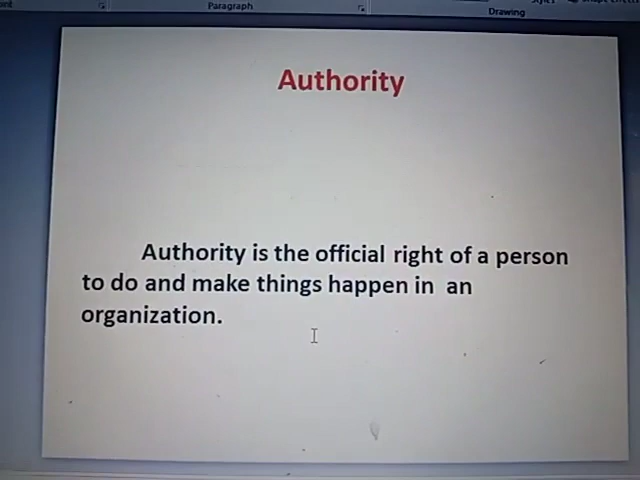 Paragraph
Drawing
Authority
Authority is the official right of a person
to do and make things happen in an
organization.